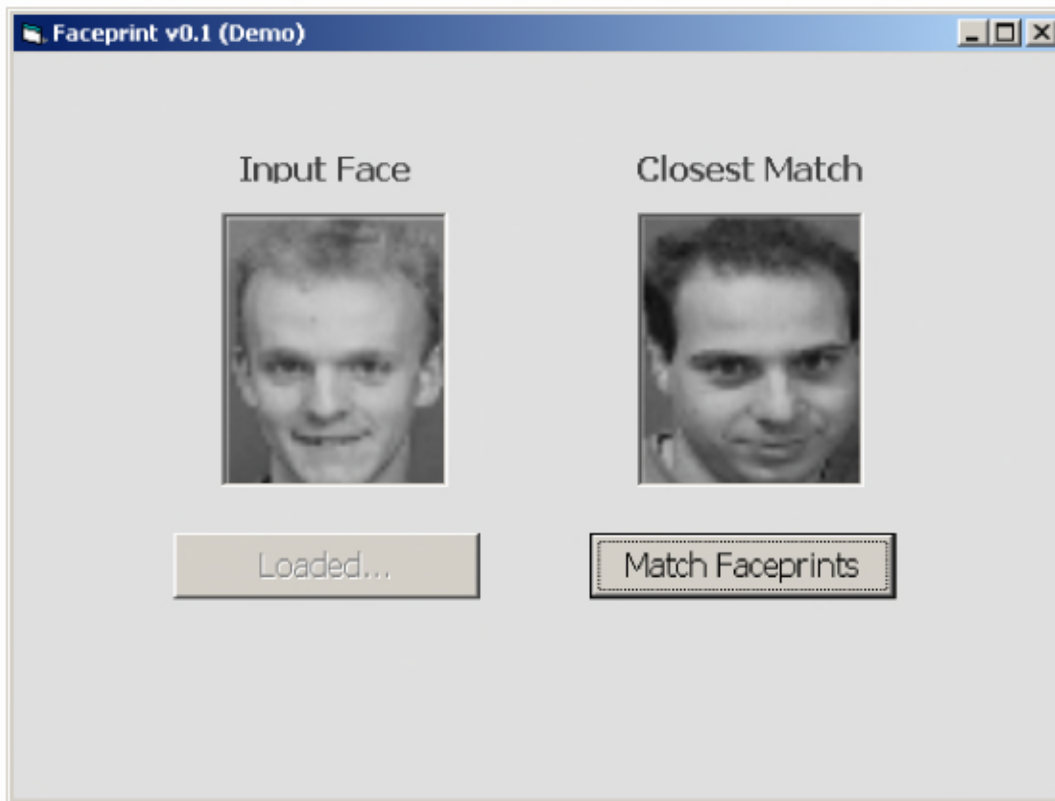 Faceprint v0.1 (Demo)
Input Face
Closest Match
Loaded...
Match Faceprints